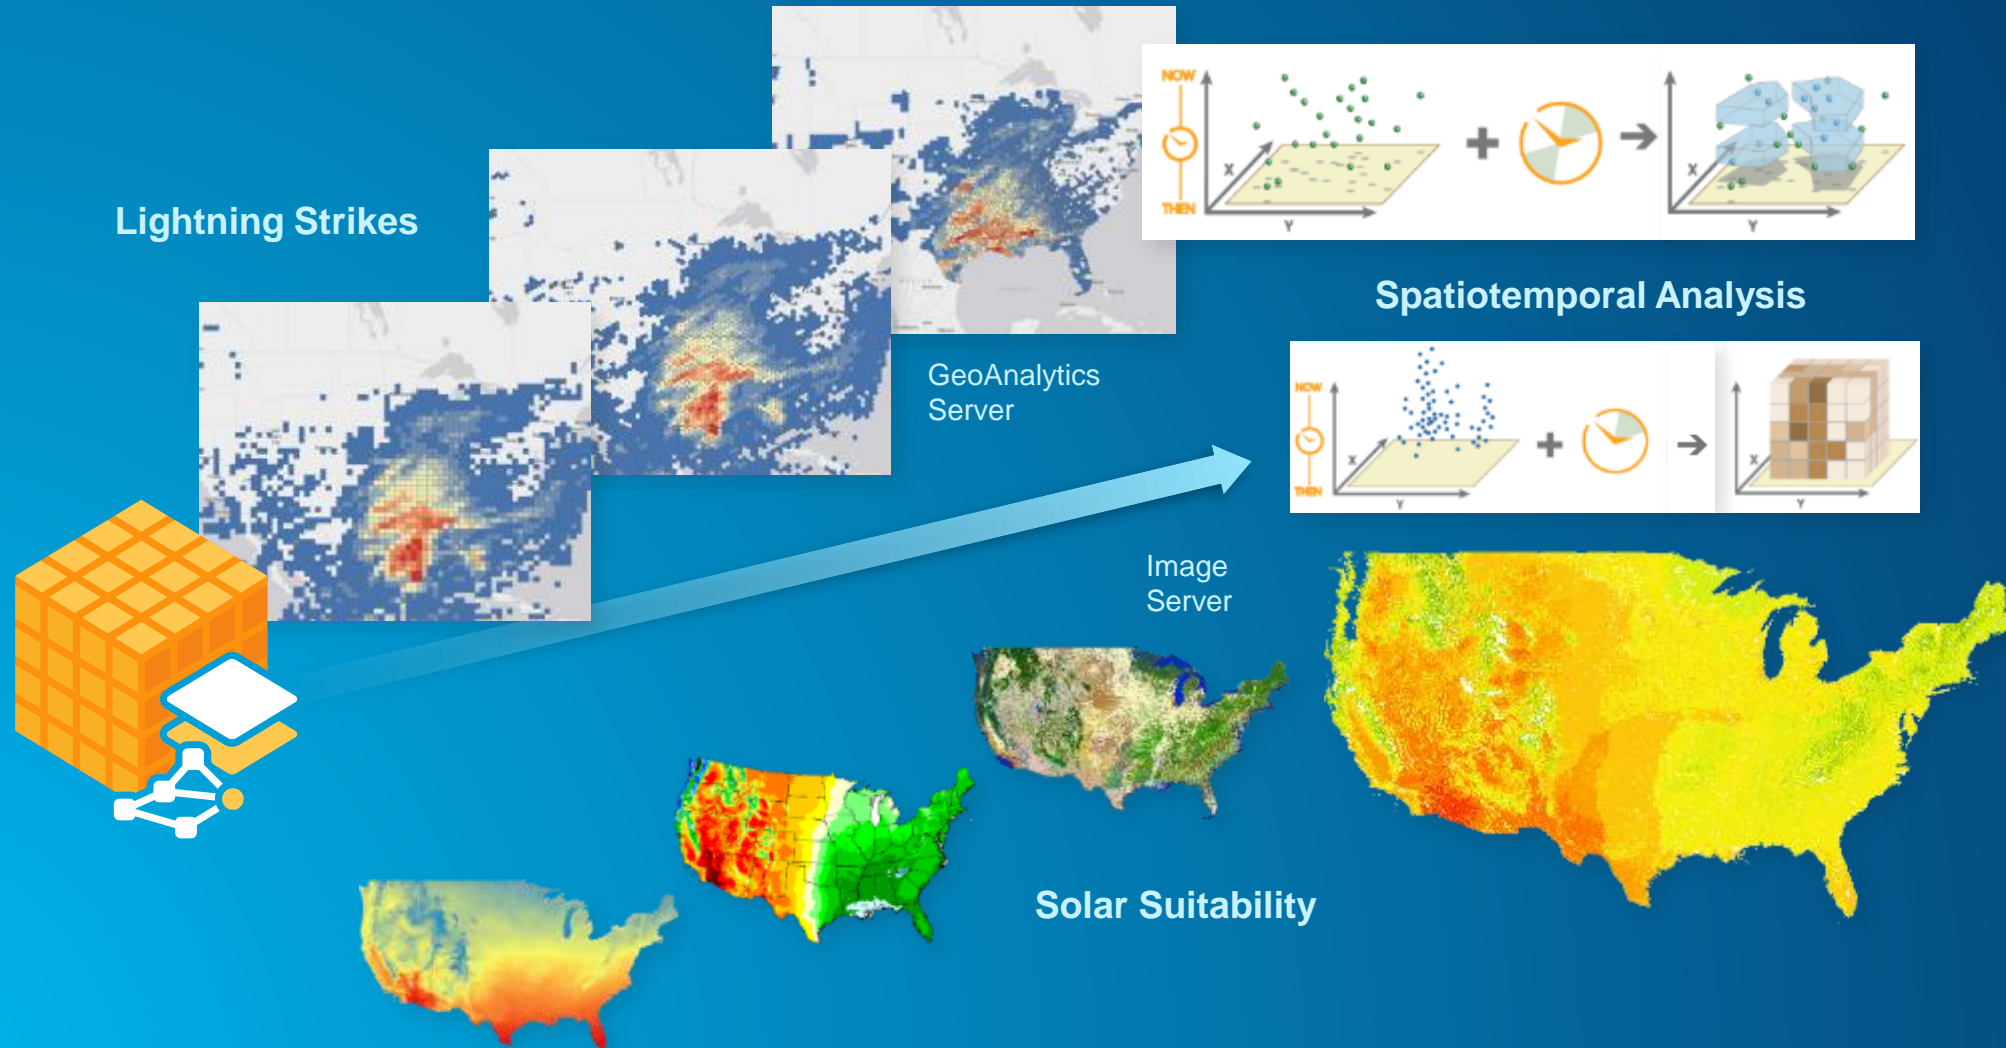 Lightning Strikes
NOW
THEN
X
Y
X
Y
Spatiotemporal Analysis
GeoAnalytics
Server
NOW
THEN
X
Y
X
Y
Image
Server
Solar Suitability